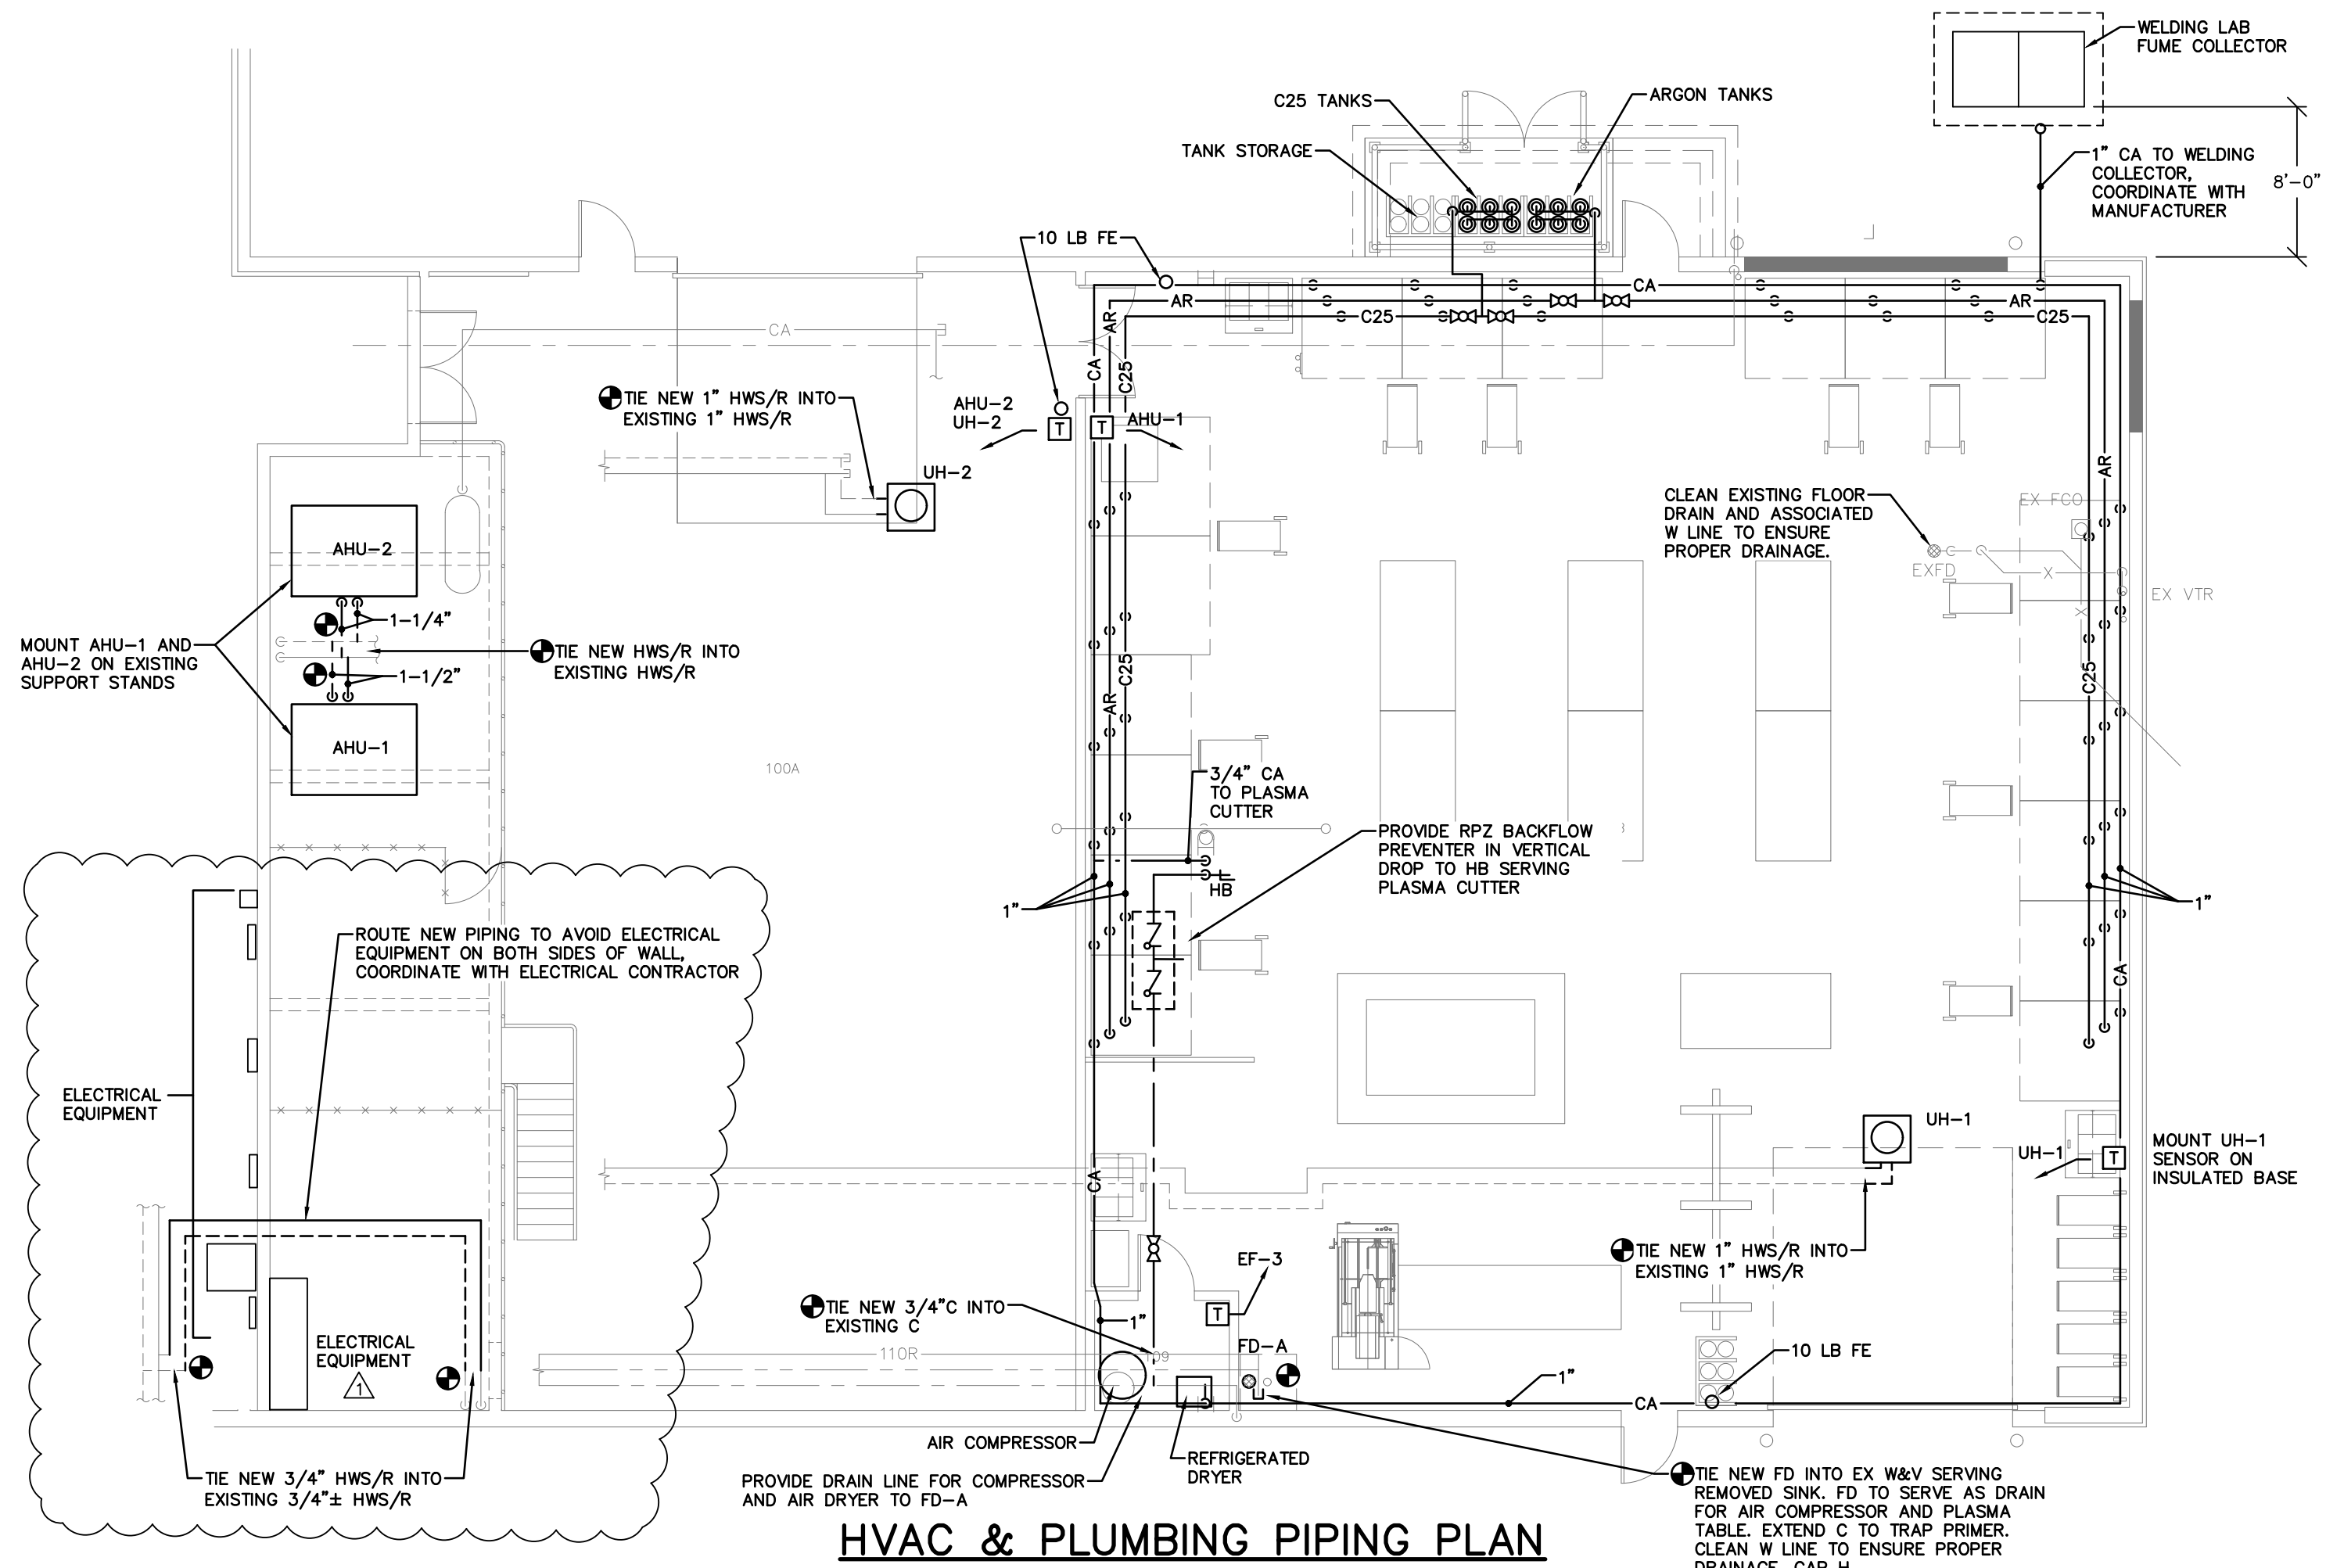 WELDING LAB
FUME COLLECTOR
C25 TANKS
ARGON TANKS
TANK STORAGE
1" CA TO WELDING
COLLECTOR,
COORDINATE WITH
MANUFACTURER
8'-0"
10 LB FE
CA
AR
AR
C25
C25
CA
AR
CA
C25
TIE NEW 1" HWS/R INTO
EXISTING 1" HWS/R
AHU-2
UH-2
T
T
AHU-1
UH-2
AR
CLEAN EXISTING FLOOR
DRAIN AND ASSOCIATED
W LINE TO ENSURE
PROPER DRAINAGE.
EX FCO
EXFD
X
X
EX VTR
AHU-2
1-1/4"
MOUNT AHU-1 AND
AHU-2 ON EXISTING
SUPPORT STANDS
TIE NEW HWS/R INTO
EXISTING HWS/R
1-1/2"
AHU-1
C25
AR
C25
100A
3/4" CA
TO PLASMA
CUTTER
PROVIDE RPZ BACKFLOW
PREVENTER IN VERTICAL
DROP TO HB SERVING
PLASMA CUTTER
HB
1"
1"
ROUTE NEW PIPING TO AVOID ELECTRICAL
EQUIPMENT ON BOTH SIDES OF WALL,
COORDINATE WITH ELECTRICAL CONTRACTOR
CA
ELECTRICAL
EQUIPMENT
UH-1
UH-1
T
MOUNT UH-1
SENSOR ON
INSULATED BASE
CA
TIE NEW 1" HWS/R INTO
EXISTING 1" HWS/R
EF-3
T
TIE NEW 3/4"C INTO
EXISTING C
1"
ELECTRICAL
EQUIPMENT
1
110R
FD-A
10 LB FE
1"
CA
AIR COMPRESSOR
REFRIGERATED
DRYER
TIE NEW 3/4" HWS/R INTO
EXISTING 3/4"± HWS/R
PROVIDE DRAIN LINE FOR COMPRESSOR
AND AIR DRYER TO FD-A
TIE NEW FD INTO EX W&V SERVING
REMOVED SINK. FD TO SERVE AS DRAIN
FOR AIR COMPRESSOR AND PLASMA
TABLE. EXTEND C TO TRAP PRIMER.
CLEAN W LINE TO ENSURE PROPER
HVAC & PLUMBING PIPING PLAN